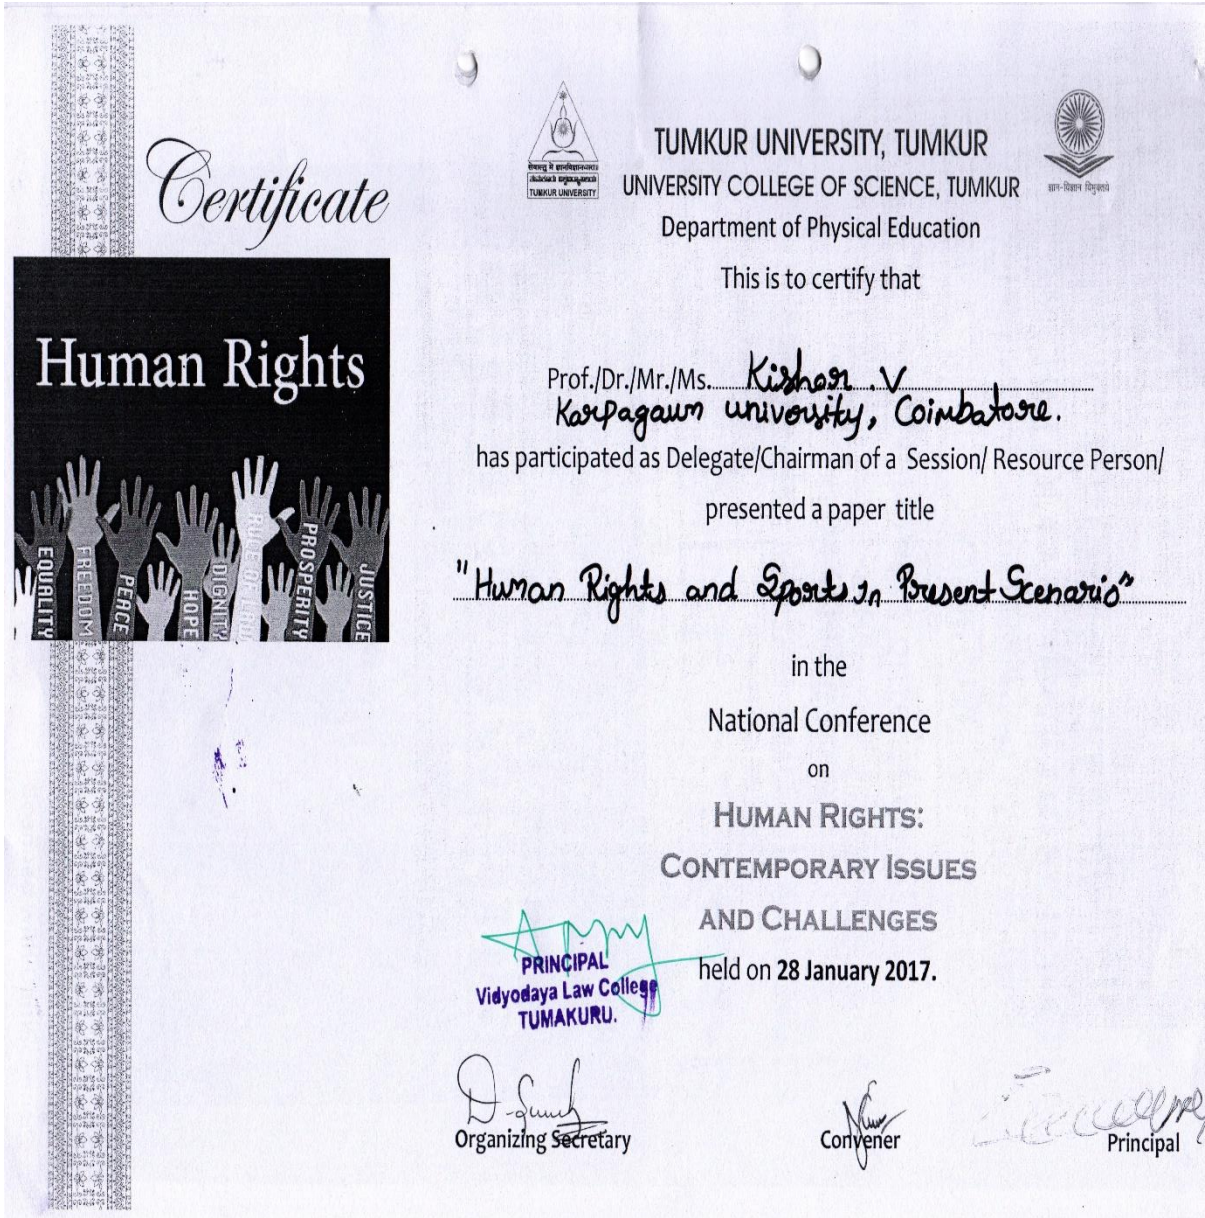 Certificate
Human Rights
EQUALITY
FREEDOM
PEACE
HOPE
DIGNITY
PROSPERITY
JUSTICE
TUMKUR UNIVERSITY
TUMKUR UNIVERSITY, TUMKUR
UNIVERSITY COLLEGE OF SCIENCE, TUMKUR
Department of Physical Education
ज्ञान-विज्ञान विमुक्तये
This is to certify that
Prof./Dr./Mr./Ms. Kishor .V
Karpagaum university, Coimbatore.
has participated as Delegate/Chairman of a Session/ Resource Person/
presented a paper title
"Human Rights and Sports in Present Scenario"
in the
National Conference
on
HUMAN RIGHTS:
CONTEMPORARY ISSUES
AND CHALLENGES
held on 28 January 2017.
PRINCIPAL
Vidyodaya Law College
TUMAKURU.
Organizing Secretary
Convener
Principal